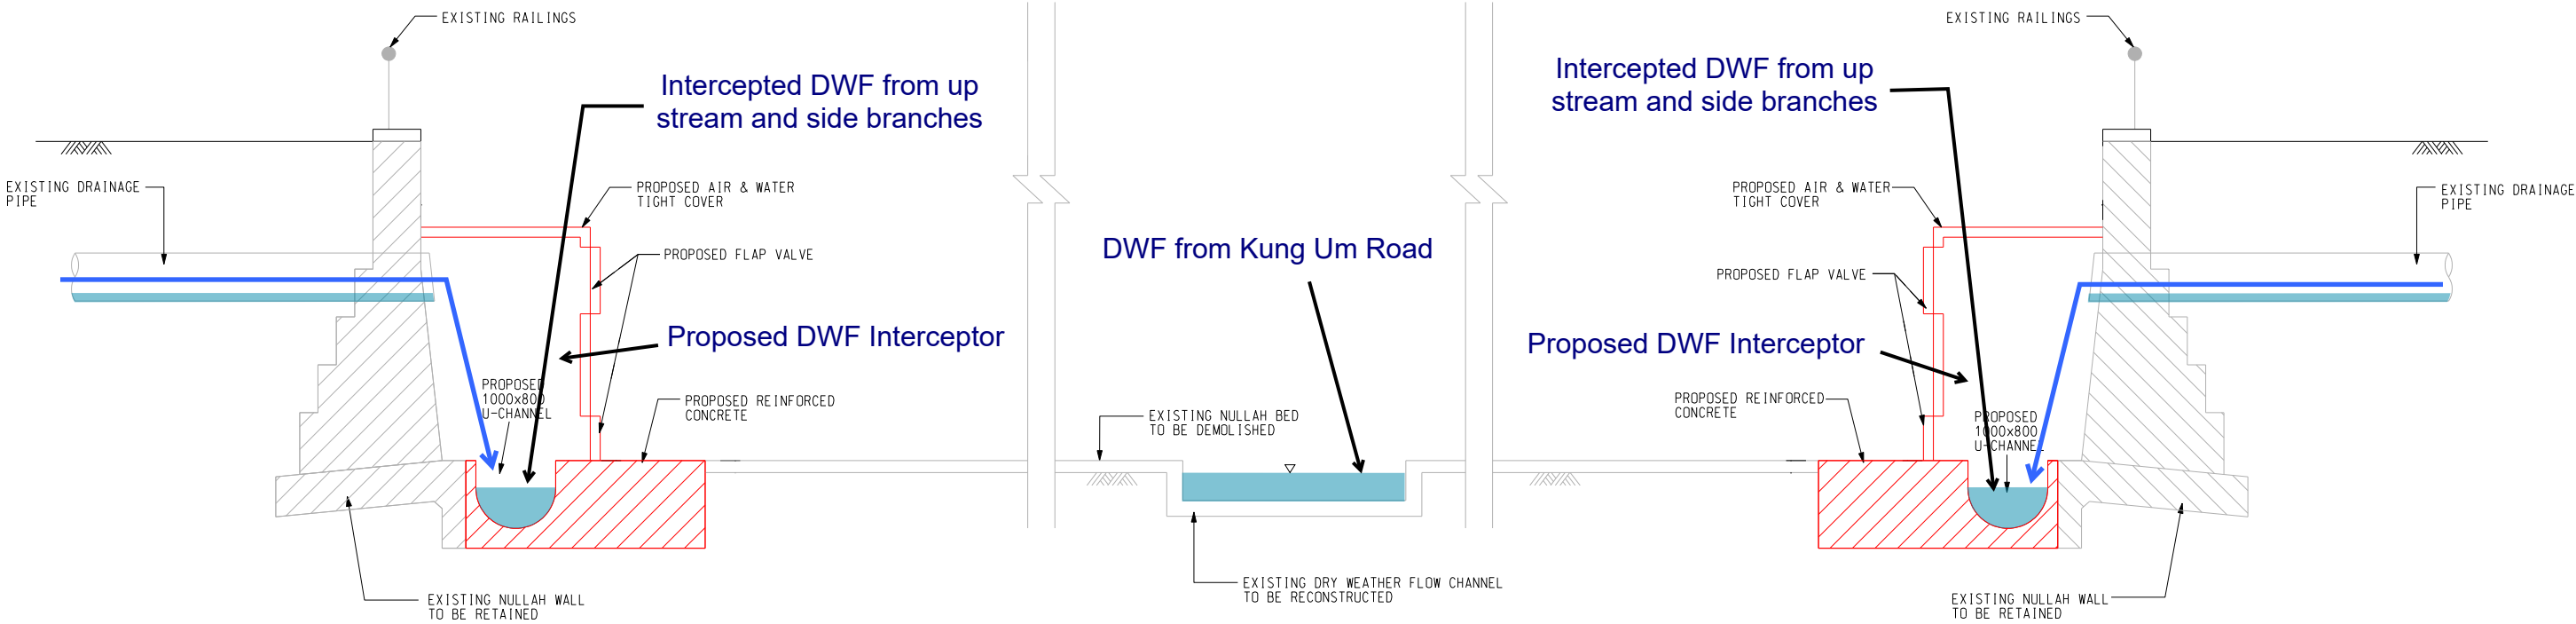 EXISTING RAILINGS
EXISTING RAILINGS
Intercepted DWF from up
stream and side branches
Intercepted DWF from up
stream and side branches
EXISTING DRAINAGE
PIPE
PROPOSED AIR & WATER
TIGHT COVER
PROPOSED AIR & WATER
TIGHT COVER
EXISTING DRAINAGE
PIPE
PROPOSED FLAP VALVE
DWF from Kung Um Road
PROPOSED FLAP VALVE
Proposed DWF Interceptor
Proposed DWF Interceptor
PROPOSED
1000x800
U-CHANNEL
PROPOSED REINFORCED
CONCRETE
EXISTING NULLAH BED
TO BE DEMOLISHED
PROPOSED REINFORCED
CONCRETE
PROPOSED
1000x800
U-CHANNEL
EXISTING DRY WEATHER FLOW CHANNEL
TO BE RECONSTRUCTED
EXISTING NULLAH WALL
TO BE RETAINED
EXISTING NULLAH WALL
TO BE RETAINED